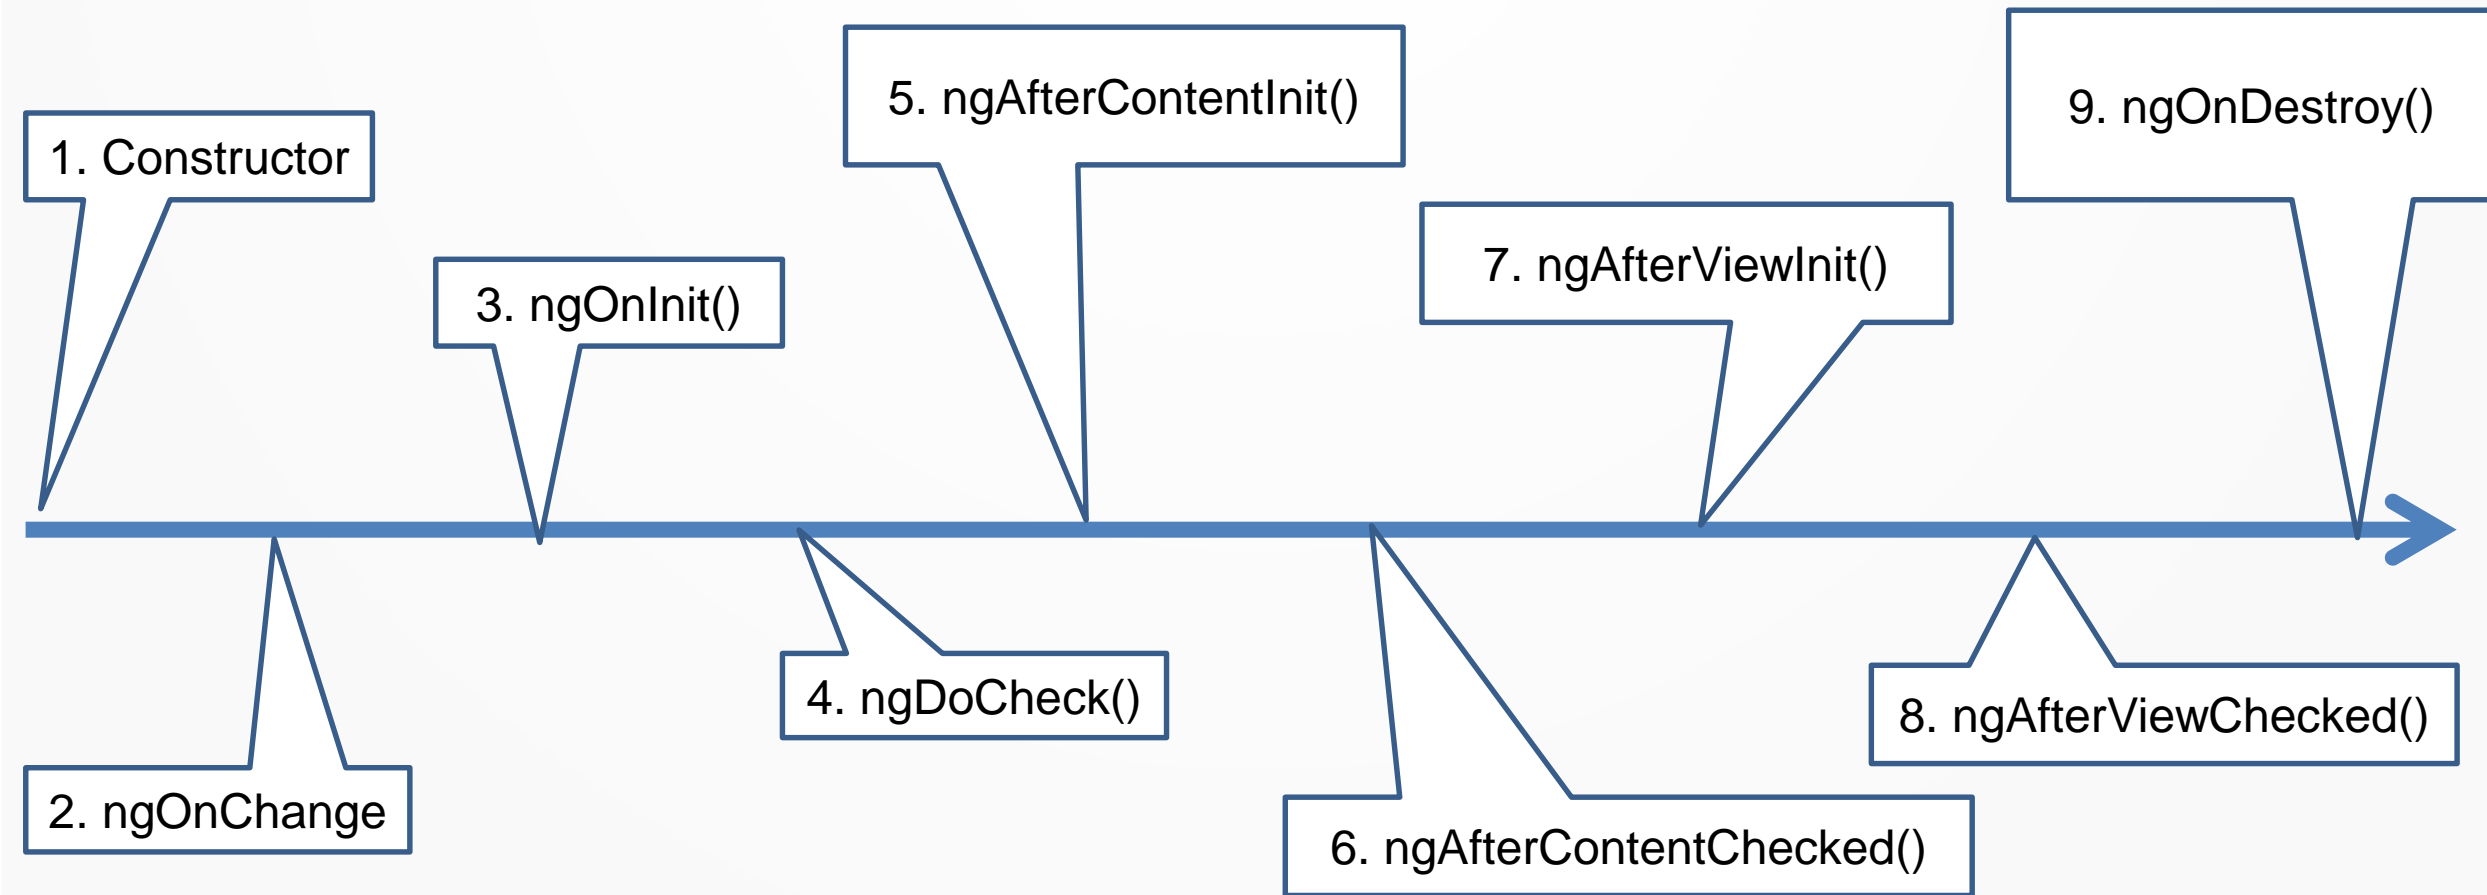 1. Constructor
2. ngOnChange
3. ngOnInit()
4. ngDoCheck()
5. ngAfterContentInit()
6. ngAfterContentChecked()
7. ngAfterViewInit()
8. ngAfterViewChecked()
9. ngOnDestroy()